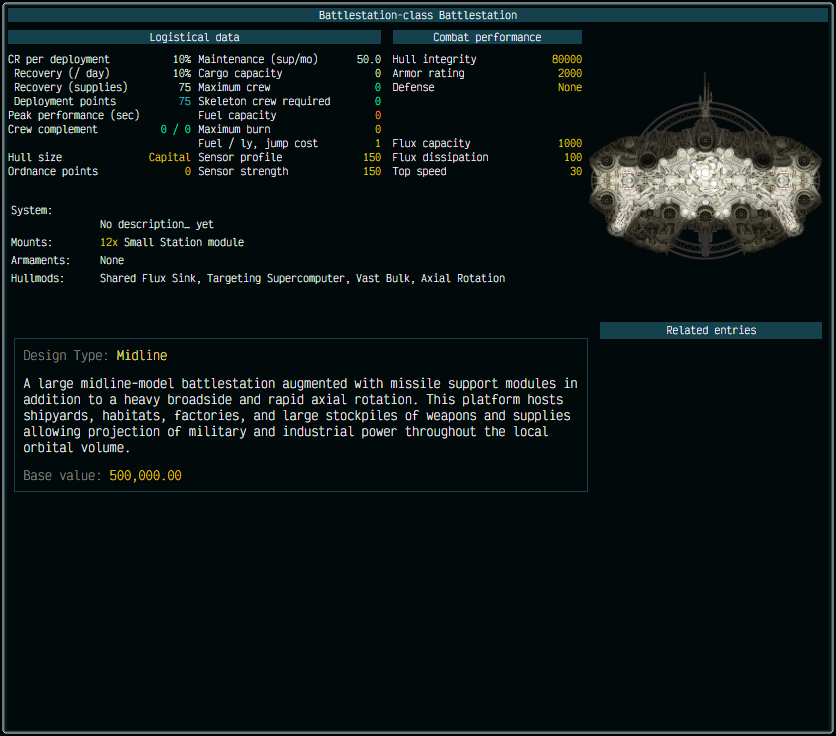 Battlestation-class Battlestation
Logistical data
Combat performance
CR per deployment 10% Maintenance (sup/mo) 50.0 Hull integrity 80000
Recovery (/ day) 10% Cargo capacity 0 Armor rating 2000
Recovery (supplies) 75 Maximum crew 0 Defense None
Deployment points 75 Skeleton crew required 0
Peak performance (sec) Fuel capacity 0
Crew complement 0 / 0 Maximum burn 0
Fuel / ly, jump cost 1 Flux capacity 1000
Hull size Capital Sensor profile 150 Flux dissipation 100
Ordnance points 0 Sensor strength 150 Top speed 30
System:
No description… yet
Mounts: 12x Small Station module
Armaments: None
Hullmods: Shared Flux Sink, Targeting Supercomputer, Vast Bulk, Axial Rotation
Related entries
Design Type: Midline
A large midline-model battlestation augmented with missile support modules in
addition to a heavy broadside and rapid axial rotation. This platform hosts
shipyards, habitats, factories, and large stockpiles of weapons and supplies
allowing projection of military and industrial power throughout the local
orbital volume.
Base value: 500,000.00